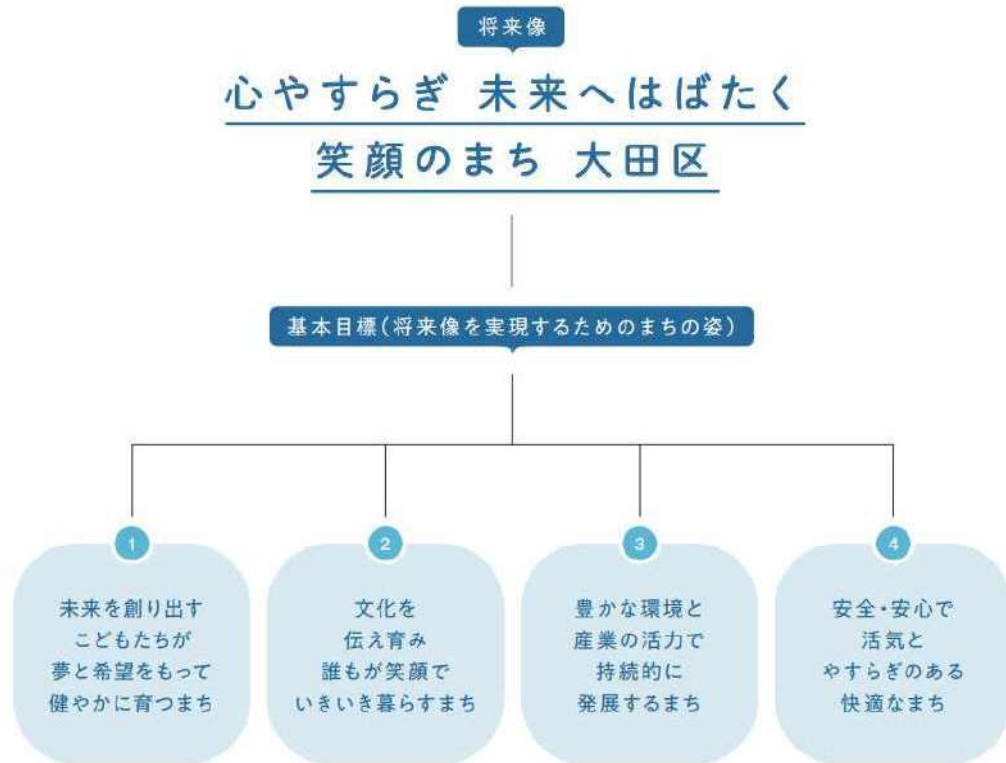 将来像
心やすらぎ 未来へはばたく
笑顔のまち 大田区
基本目標(将来像を実現するためのまちの姿)
1
未来を創り出す
こどもたちが
夢と希望をもって
健やかに育つまち
2
文化を
伝え育み
誰もが笑顔で
いきいき暮らすまち
3
豊かな環境と
産業の活力で
持続的に
発展するまち
4
安全・安心で
活気と
やすらぎのある
快適なまち